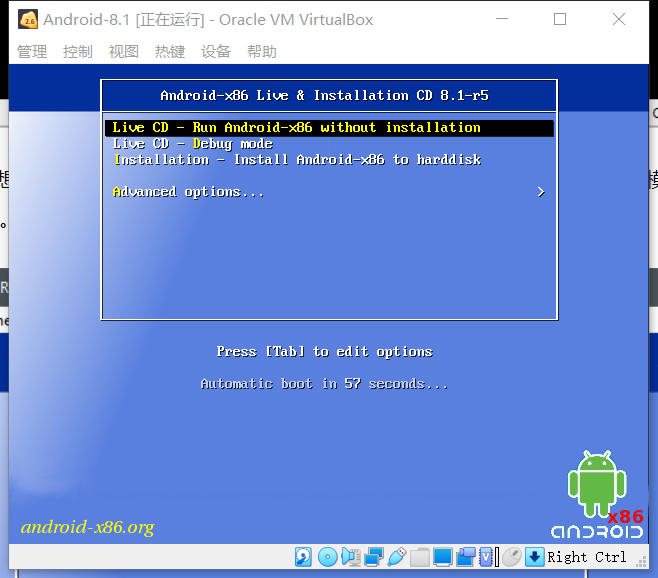 Android-8.1 [正在运行] - Oracle VM VirtualBox
管理 控制 视图 热键 设备 帮助
Android-x86 Live & Installation CD 8.1-r5
Live CD - Run Android-x86 without installation
Live CD - Debug mode
Installation - Install Android-x86 to harddisk
Advanced options... >
Press [Tab] to edit options
Automatic boot in 57 seconds...
android-x86.org
x86
ANDROID
Right Ctrl